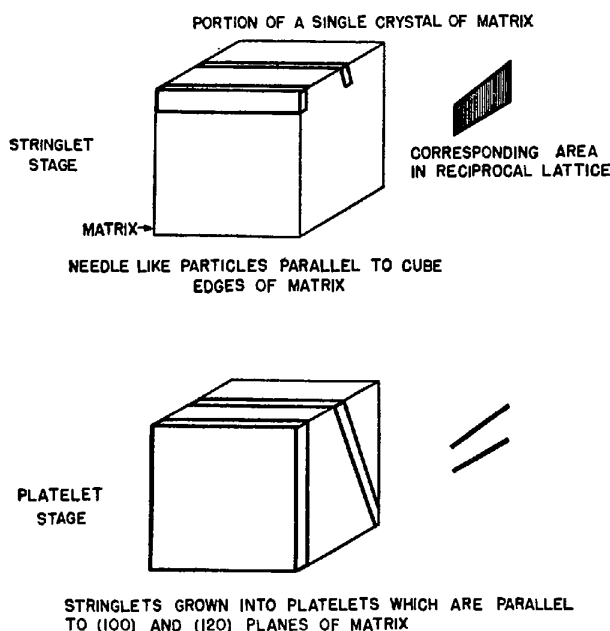 PORTION OF A SINGLE CRYSTAL OF MATRIX
STRINGLET
STAGE
CORRESPONDING AREA
IN RECIPROCAL LATTICE
MATRIX
NEEDLE LIKE PARTICLES PARALLEL TO CUBE
EDGES OF MATRIX
PLATELET
STAGE
STRINGLETS GROWN INTO PLATELETS WHICH ARE PARALLEL
TO (100) AND (120) PLANES OF MATRIX